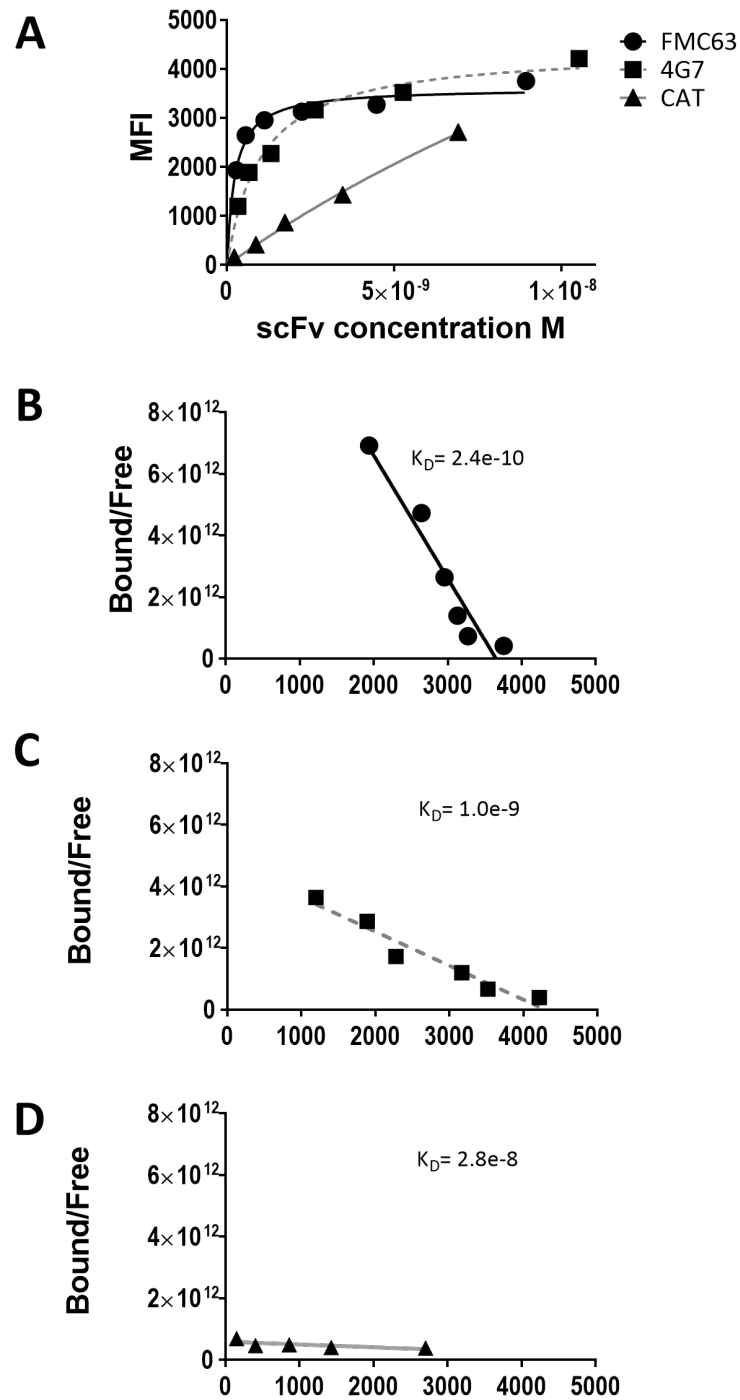 A
5000
4000
3000
2000
1000
0
MFI
0
5×10⁻⁹
1×10⁻⁸
scFv concentration M
FMC63
4G7
CAT
B
8×10¹²
6×10¹²
4×10¹²
2×10¹²
0
Bound/Free
K_D= 2.4e-10
0 1000 2000 3000 4000 5000
C
8×10¹²
6×10¹²
4×10¹²
2×10¹²
0
Bound/Free
K_D= 1.0e-9
0 1000 2000 3000 4000 5000
D
8×10¹²
6×10¹²
4×10¹²
2×10¹²
0
Bound/Free
K_D= 2.8e-8
0 1000 2000 3000 4000 5000